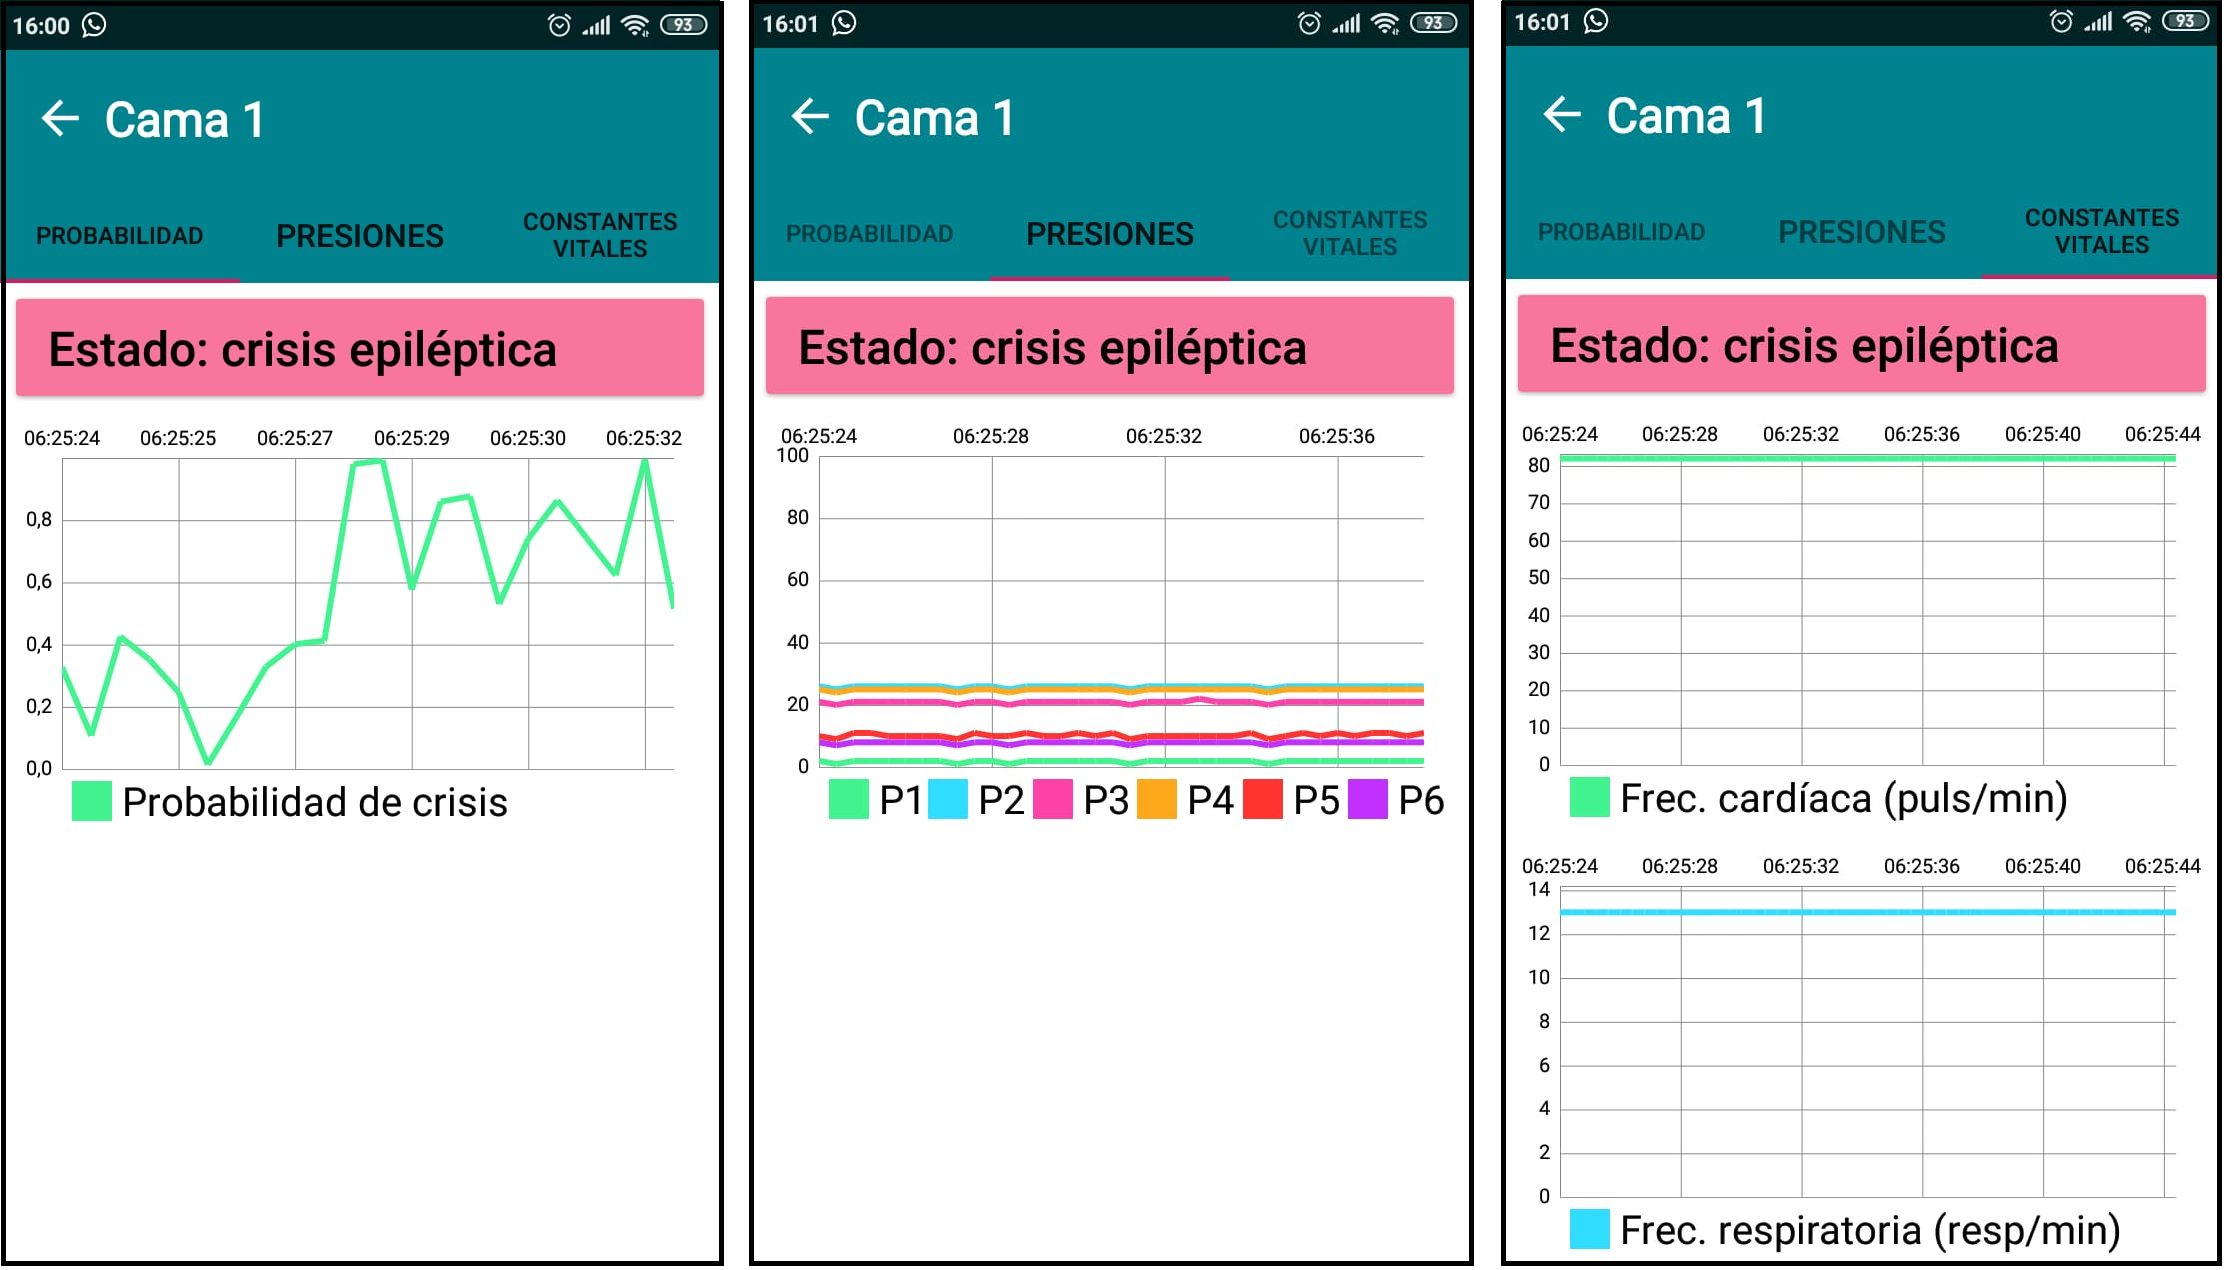 16:00
93
Cama 1
PROBABILIDAD PRESIONES CONSTANTES VITALES
Estado: crisis epiléptica
06:25:24 06:25:25 06:25:27 06:25:29 06:25:30 06:25:32
0,8
0,6
0,4
0,2
0,0
Probabilidad de crisis
16:01
93
Cama 1
PROBABILIDAD PRESIONES CONSTANTES VITALES
Estado: crisis epiléptica
06:25:24 06:25:28 06:25:32 06:25:36
100
80
60
40
20
0
P1 P2 P3 P4 P5 P6
16:01
93
Cama 1
PROBABILIDAD PRESIONES CONSTANTES VITALES
Estado: crisis epiléptica
06:25:24 06:25:28 06:25:32 06:25:36 06:25:40 06:25:44
80
70
60
50
40
30
20
10
0
Frec. cardíaca (puls/min)
06:25:24 06:25:28 06:25:32 06:25:36 06:25:40 06:25:44
14
12
10
8
6
4
2
0
Frec. respiratoria (resp/min)